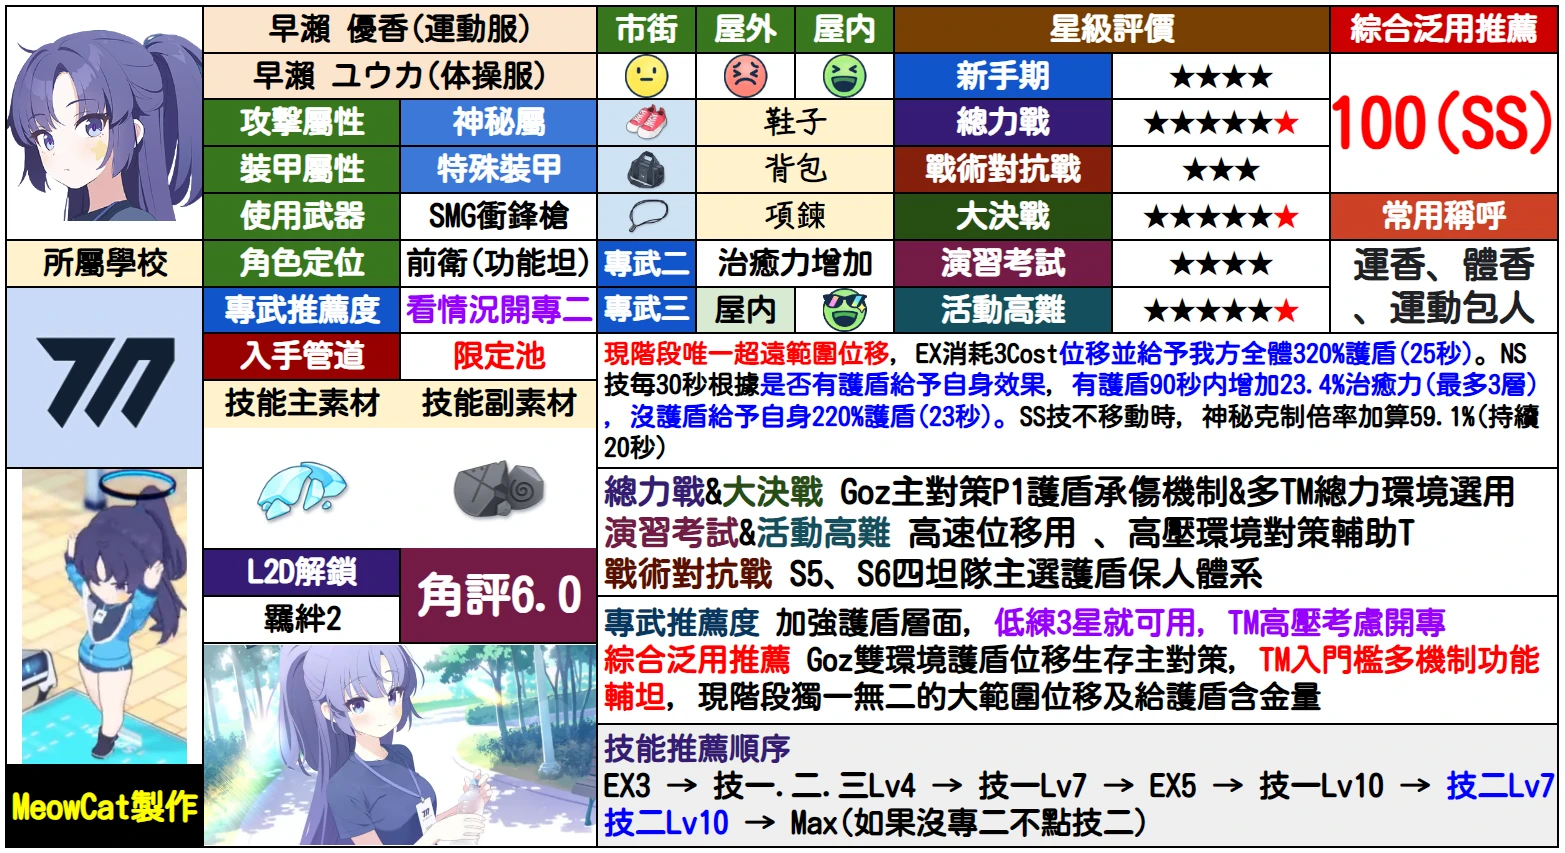 早瀨 優香(運動服)
早瀨 ユウカ(体操服)
攻擊屬性 神秘屬
裝甲屬性 特殊裝甲
使用武器 SMG衝鋒槍
角色定位 前衛(功能坦)
專武推薦度 看情況開專二
入手管道 限定池
技能主素材 技能副素材
L2D解鎖
羈絆2
角評6.0
所屬學校
MeowCat製作
市街 屋外 屋内
鞋子
背包
項鍊
專武二 治癒力增加
專武三 屋内
星級評價
新手期 ★★★★
總力戰 ★★★★★★
戰術對抗戰 ★★★
大決戰 ★★★★★★
演習考試 ★★★★
活動高難 ★★★★★★
綜合泛用推薦
100(SS)
常用稱呼
運香、體香
、運動包人
現階段唯一超遠範圍位移, EX消耗3Cost位移並給予我方全體320%護盾(25秒)。NS
技每30秒根據是否有護盾給予自身效果, 有護盾90秒内增加23.4%治癒力(最多3層)
, 沒護盾給予自身220%護盾(23秒)。SS技不移動時, 神秘克制倍率加算59.1%(持續
20秒)
總力戰&大決戰 Goz主對策P1護盾承傷機制&多TM總力環境選用
演習考試&活動高難 高速位移用 、高壓環境對策輔助T
戰術對抗戰 S5、S6四坦隊主選護盾保人體系
專武推薦度 加強護盾層面, 低練3星就可用, TM高壓考慮開專
綜合泛用推薦 Goz雙環境護盾位移生存主對策, TM入門檻多機制功能
輔坦, 現階段獨一無二的大範圍位移及給護盾含金量
技能推薦順序
EX3 → 技一.二.三Lv4 → 技一Lv7 → EX5 → 技一Lv10 → 技二Lv7
技二Lv10 → Max(如果沒專二不點技二)